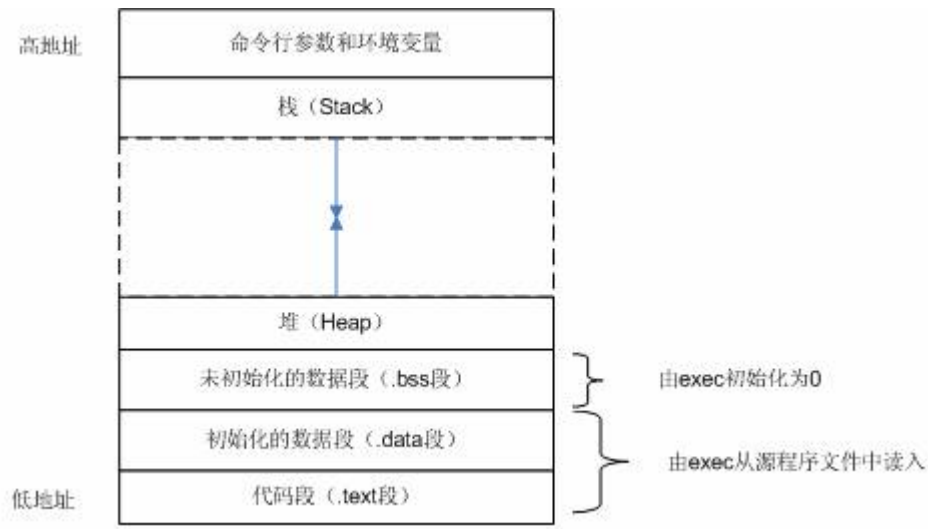 高地址
命令行参数和环境变量
栈（Stack）
堆（Heap）
未初始化的数据段（.bss段）
由exec初始化为0
初始化的数据段（.data段）
由exec从源程序文件中读入
低地址
代码段（.text段）